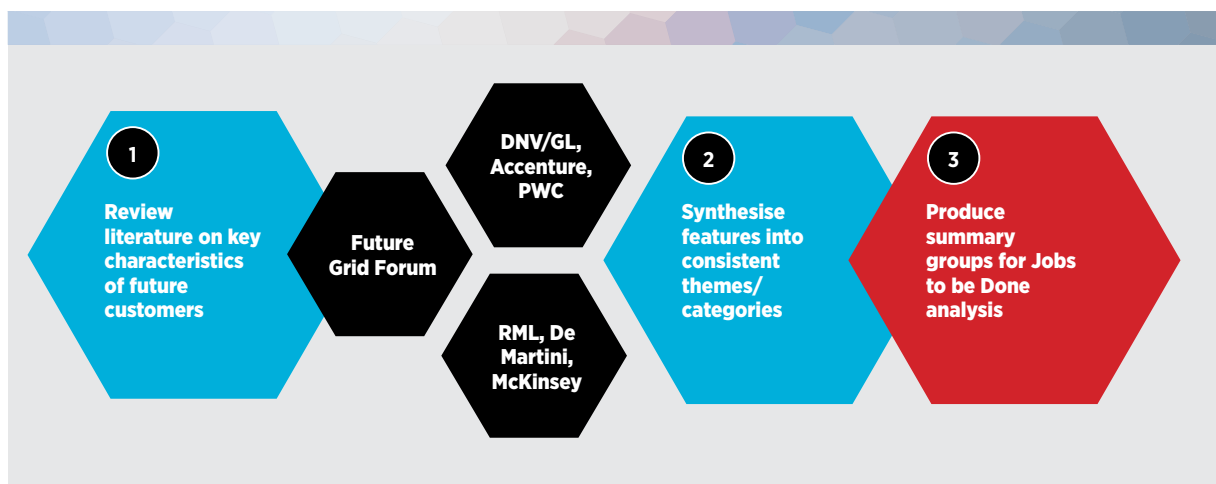 1
Review
literature on key
characteristics
of future
customers
Future
Grid Forum
DNV/GL,
Accenture,
PWC
RML, De
Martini,
McKinsey
2
Synthesise
features into
consistent
themes/
categories
3
Produce
summary
groups for Jobs
to be Done
analysis